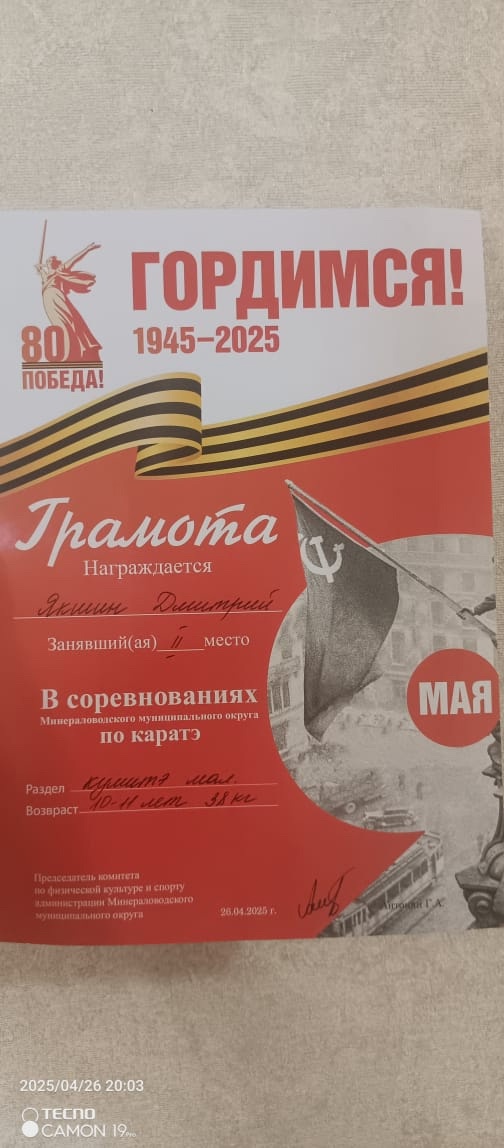 ГОРДИМСЯ!
1945–2025
80
ПОБЕДА!
Грамота
Награждается
Якшин Дмитрий
Занявший(ая) II место
В соревнованиях
Минераловодского муниципального округа
по каратэ
МАЯ
Раздел кумитэ мал.
Возраст 10-11 лет 38 кг
Председатель комитета
по физической культуре и спорту
администрации Минераловодского
муниципального округа
26.04.2025 г.
Антонян Г.А.
2025/04/26 20:03
TECNO
CAMON 19Pro